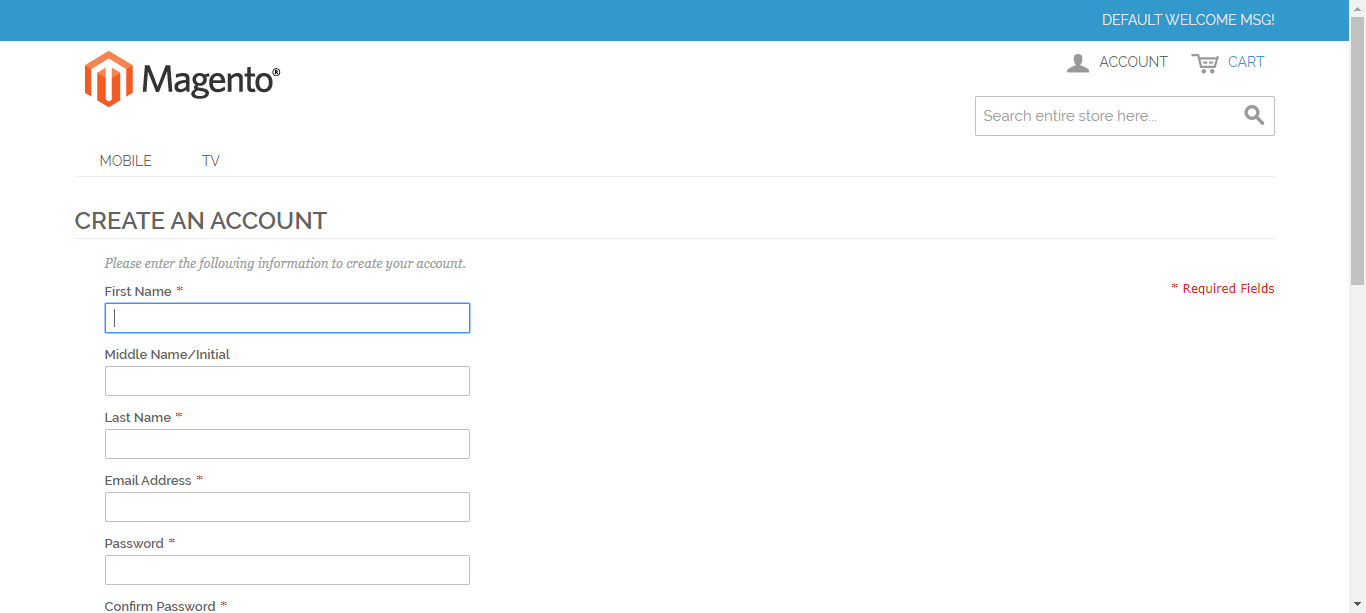 DEFAULT WELCOME MSG!
Magento®
ACCOUNT
CART
Search entire store here...
MOBILE
TV
CREATE AN ACCOUNT
Please enter the following information to create your account.
* Required Fields
First Name *
Middle Name/Initial
Last Name *
Email Address *
Password *
Confirm Password *